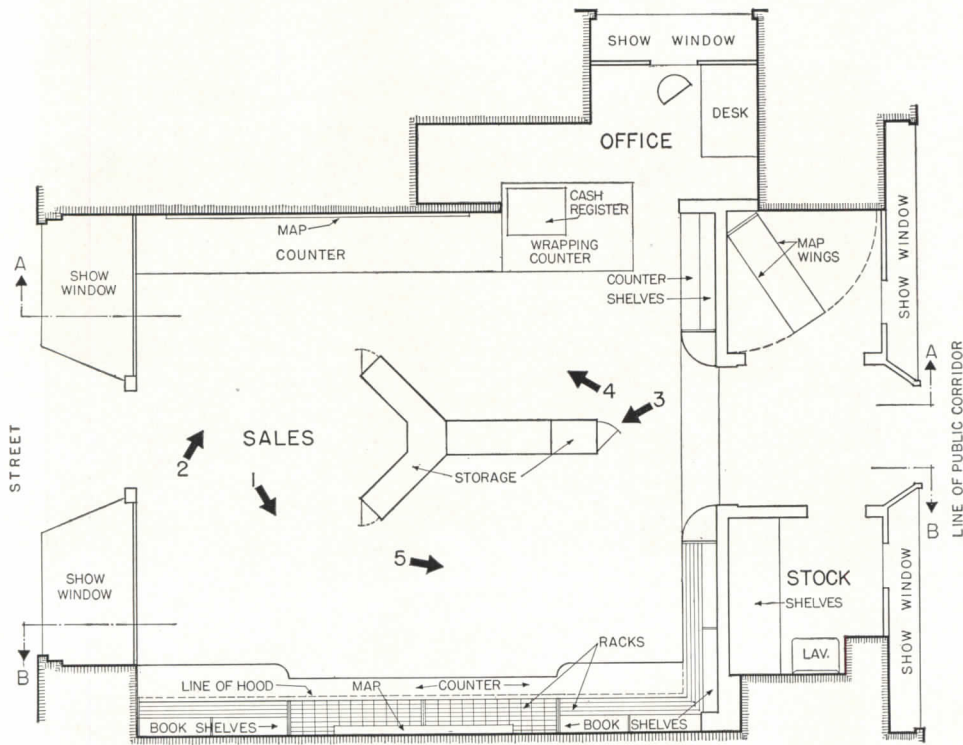 SHOW WINDOW
DESK
OFFICE
CASH
REGISTER
WRAPPING
COUNTER
MAP
COUNTER
A
SHOW
WINDOW
COUNTER
SHELVES
MAP
WINGS
SHOW WINDOW
A
4
3
SALES
2
1
STORAGE
STREET
LINE OF PUBLIC CORRIDOR
B
5
SHOW
WINDOW
STOCK
SHELVES
LAV.
SHOW WINDOW
B
RACKS
LINE OF HOOD
MAP
COUNTER
BOOK SHELVES
BOOK SHELVES